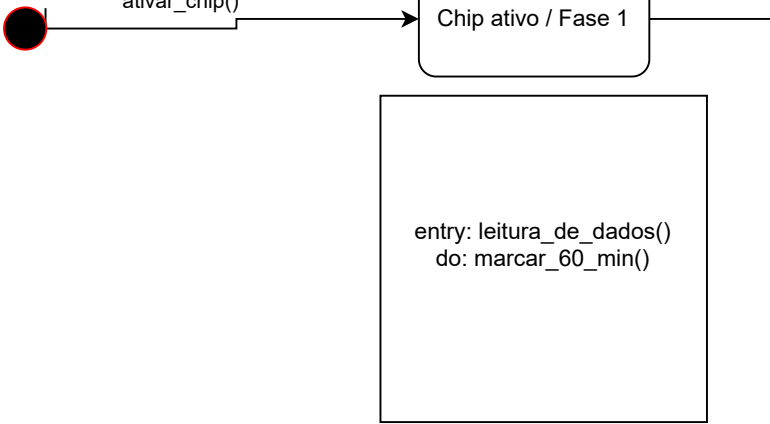 ativar_chip()
Chip ativo / Fase 1
entry: leitura_de_dados()
do: marcar_60_min()